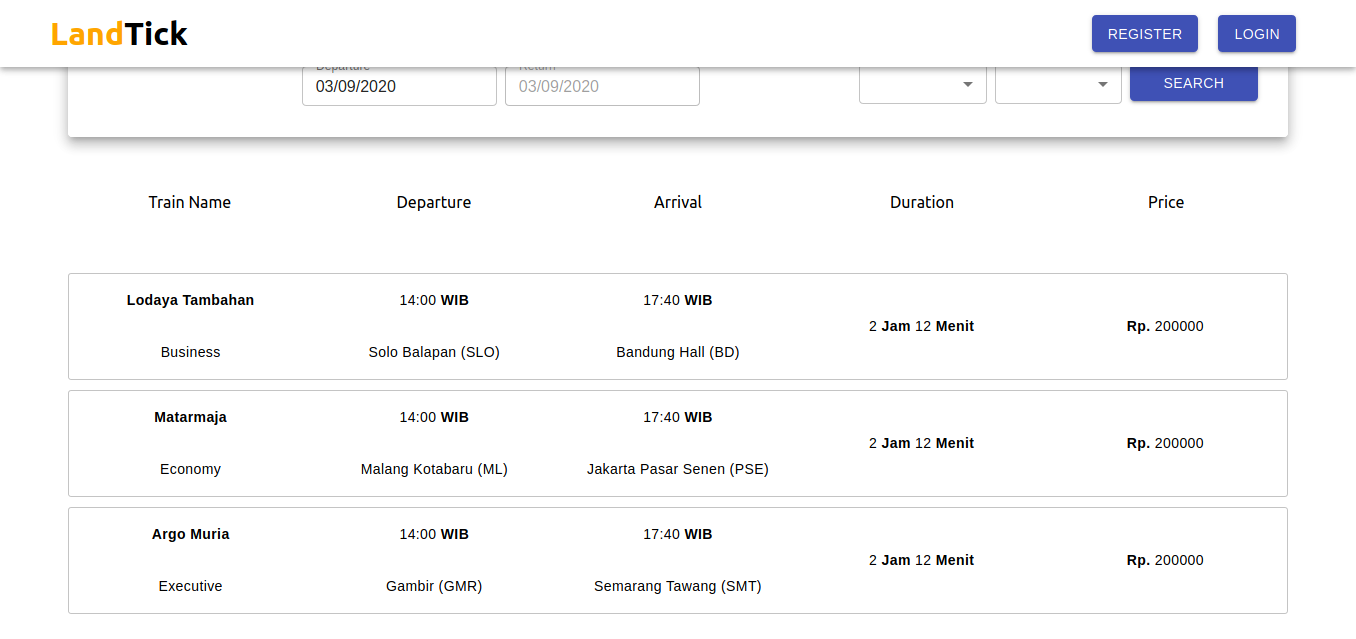 LandTick
REGISTER
LOGIN
Departure
Return
03/09/2020
03/09/2020
SEARCH
Train Name
Departure
Arrival
Duration
Price
Lodaya Tambahan
14:00 WIB
17:40 WIB
2 Jam 12 Menit
Rp. 200000
Business
Solo Balapan (SLO)
Bandung Hall (BD)
Matarmaja
14:00 WIB
17:40 WIB
2 Jam 12 Menit
Rp. 200000
Economy
Malang Kotabaru (ML)
Jakarta Pasar Senen (PSE)
Argo Muria
14:00 WIB
17:40 WIB
2 Jam 12 Menit
Rp. 200000
Executive
Gambir (GMR)
Semarang Tawang (SMT)